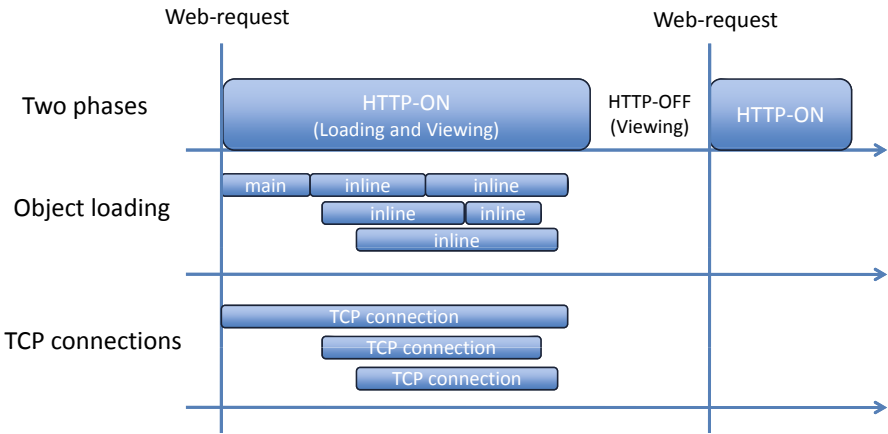 Web-request
Web-request
Two phases
HTTP-ON
(Loading and Viewing)
HTTP-OFF
(Viewing)
HTTP-ON
Object loading
main
inline
inline
inline
inline
inline
TCP connections
TCP connection
TCP connection
TCP connection